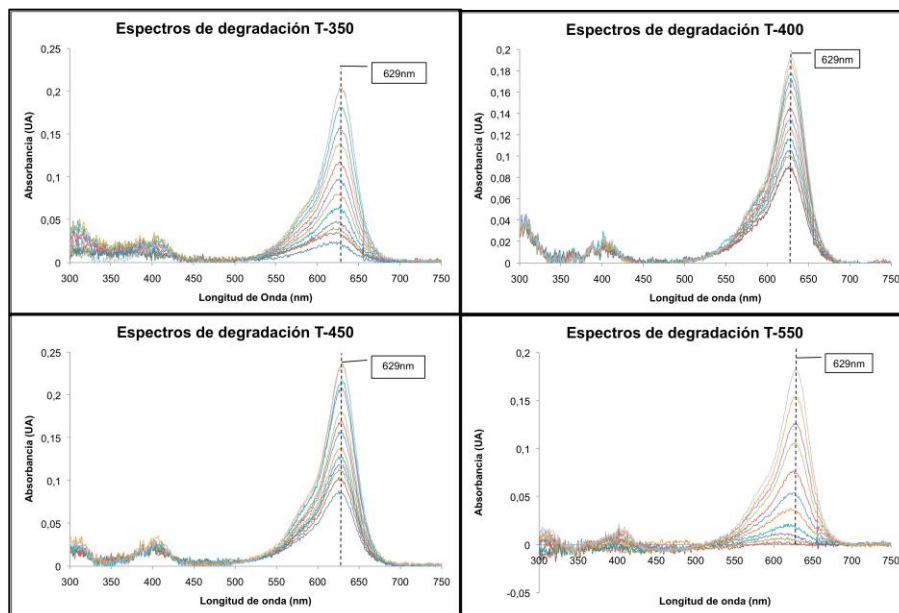 Espectros de degradación T-350
629nm
Absorbancia (UA)
0,25
0,2
0,15
0,1
0,05
0
300 350 400 450 500 550 600 650 700 750
Longitud de Onda (nm)
Espectros de degradación T-400
629nm
Absorbancia (UA)
0,2
0,18
0,16
0,14
0,12
0,1
0,08
0,06
0,04
0,02
0
300 350 400 450 500 550 600 650 700 750
Longitud de onda (nm)
Espectros de degradación T-450
629nm
Absorbancia (UA)
0,25
0,2
0,15
0,1
0,05
0
300 350 400 450 500 550 600 650 700 750
Longitud de onda (nm)
Espectros de degradación T-550
629nm
Absorbancia (UA)
0,2
0,15
0,1
0,05
0
-0,05
300 350 400 450 500 550 600 650 700 750
Longitud de onda (nm)